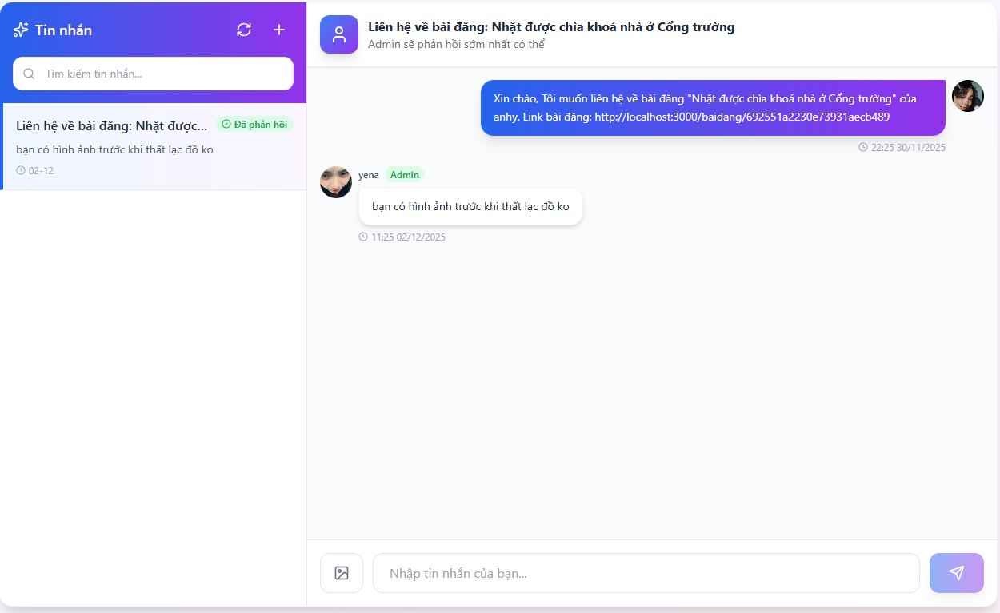 Tin nhắn
Tìm kiếm tin nhắn...
Liên hệ về bài đăng: Nhặt được...
Đã phản hồi
bạn có hình ảnh trước khi thất lạc đồ ko
02-12
Liên hệ về bài đăng: Nhặt được chìa khoá nhà ở Cổng trường
Admin sẽ phản hồi sớm nhất có thể
Xin chào, Tôi muốn liên hệ về bài đăng "Nhặt được chìa khoá nhà ở Cổng trường" của
anhy. Link bài đăng: http://localhost:3000/baidang/692551a2230e73931aecb489
22:25 30/11/2025
yena Admin
bạn có hình ảnh trước khi thất lạc đồ ko
11:25 02/12/2025
Nhập tin nhắn của bạn...